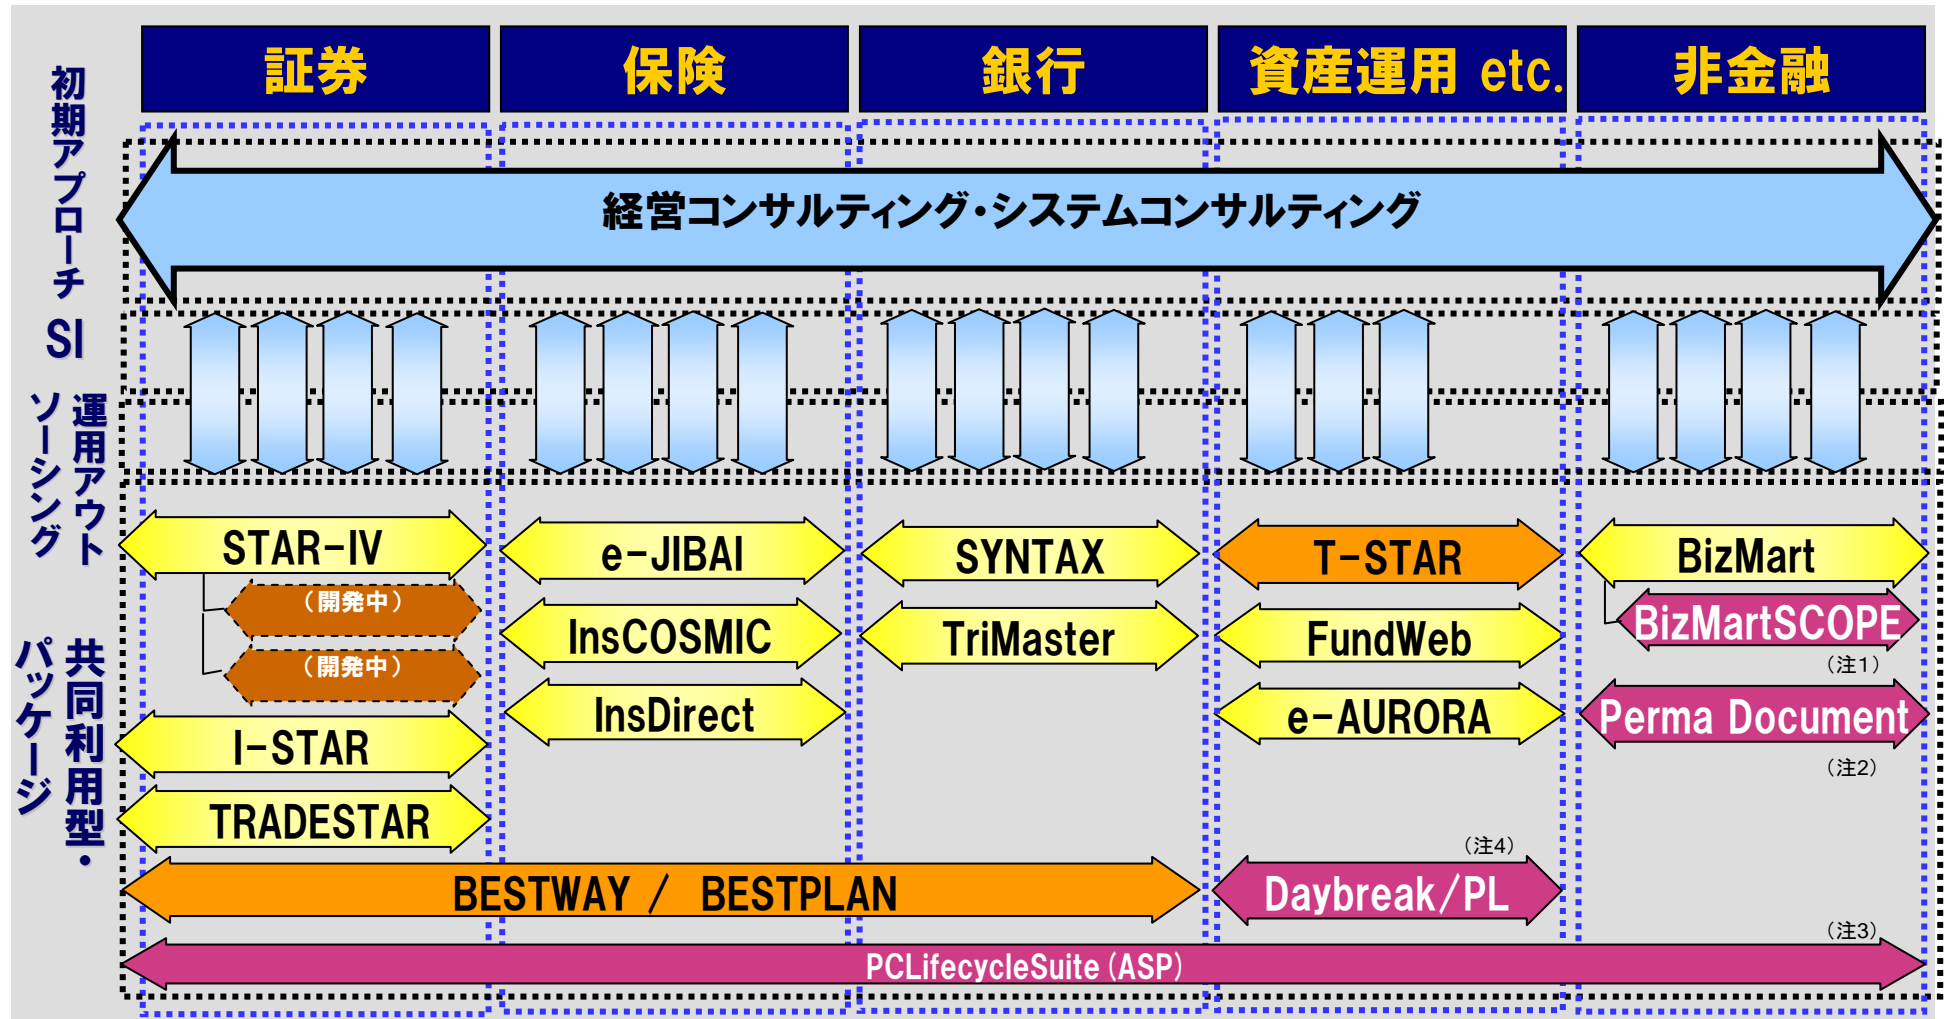 証券
保険
銀行
資産運用 etc.
非金融
初期アプローチ
経営コンサルティング・システムコンサルティング
SI
運用アウト
ソーシング
共同利用型・
パッケージ
STAR-IV
（開発中）
（開発中）
I-STAR
TRADESTAR
e-JIBAI
InsCOSMIC
InsDirect
SYNTAX
TriMaster
T-STAR
FundWeb
e-AURORA
BizMart
BizMartSCOPE
（注1）
Perma Document
（注2）
BESTWAY / BESTPLAN
（注4）
Daybreak/PL
（注3）
PCLifecycleSuite(ASP)